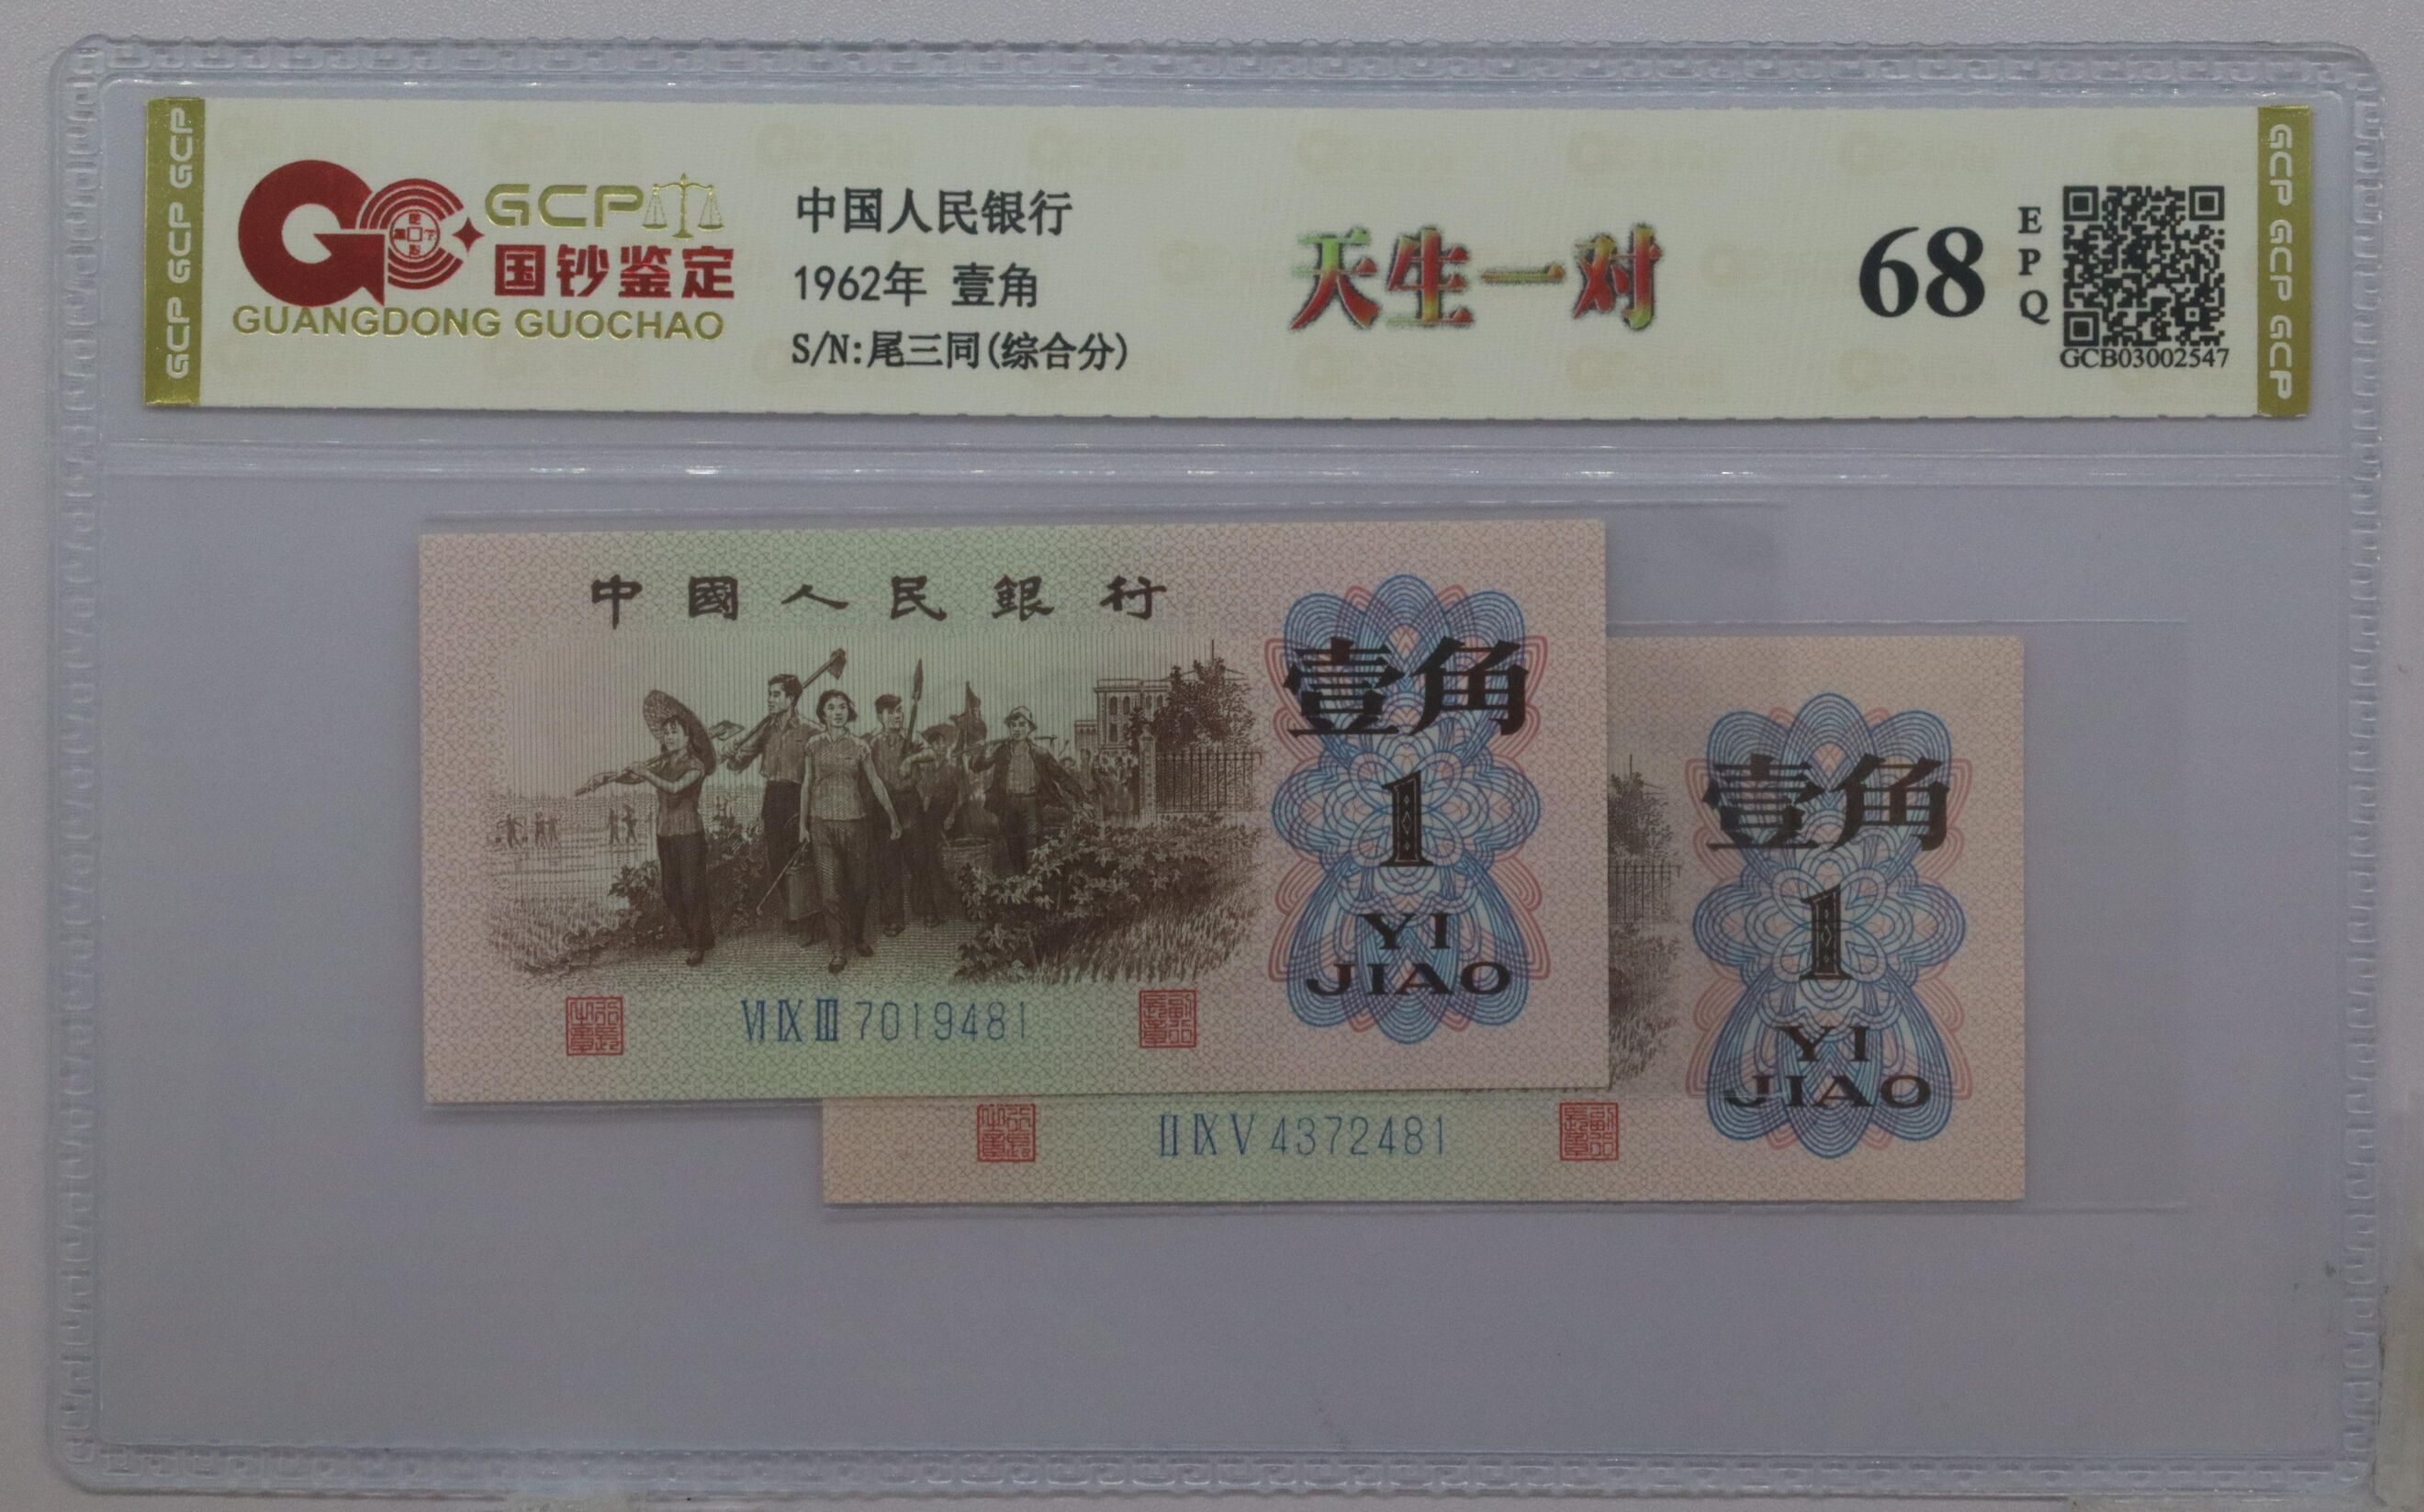 GCP GCP GCP
GCP
国钞鉴定
GUANGDONG GUOCHAO
中国人民银行
1962年 壹角
S/N:尾三同(综合分)
天生一对
68
EPQ
GCB03002547
GCP GCP GCP
中國人民銀行
壹角
1
YI
JIAO
VI IX III 7019481
壹角
1
YI
JIAO
II IX V 4372481